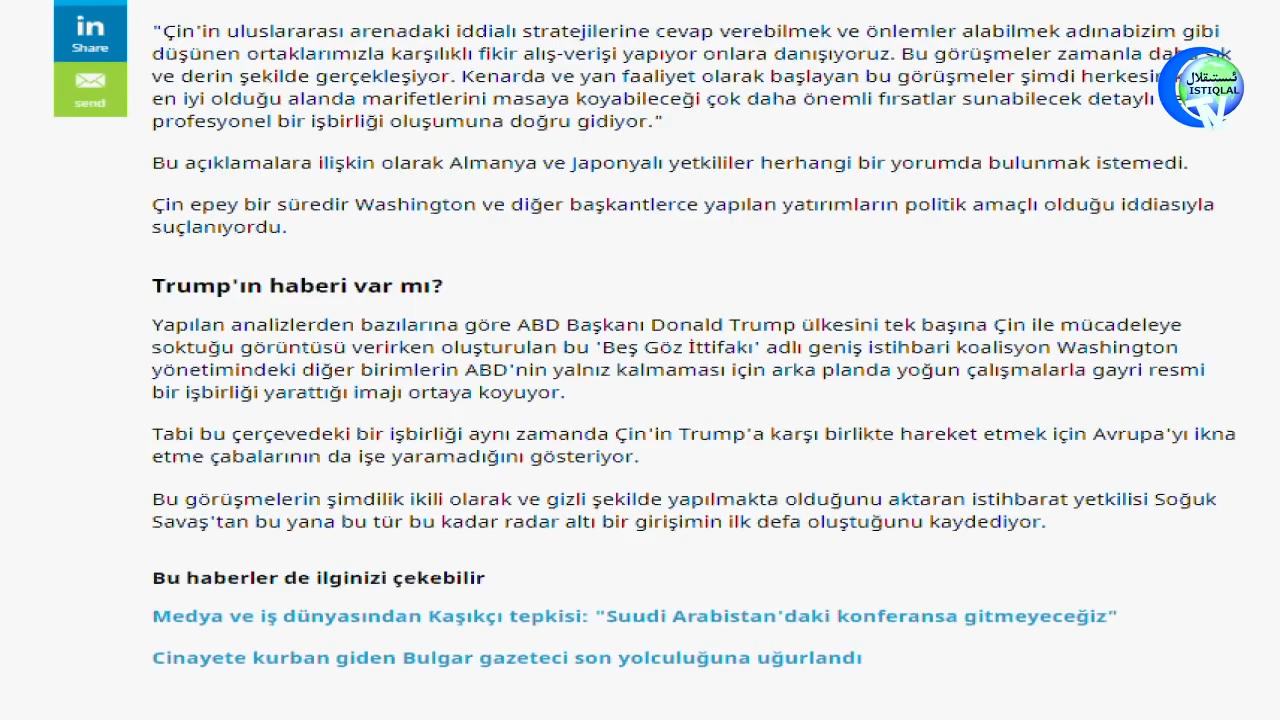 in
Share
send
"Çin'in uluslararası arenadaki iddialı stratejilerine cevap verebilmek ve önlemler alabilmek adınabizim gibi
düşünen ortaklarımızla karşılıklı fikir alış-verişi yapıyor onlara danışıyoruz. Bu görüşmeler zamanla
ve derin şekilde gerçekleşiyor. Kenarda ve yan faaliyet olarak başlayan bu görüşmeler şimdi
en iyi olduğu alanda marifetlerini masaya koyabileceği çok daha önemli fırsatlar sunabilecek detaylı
profesyonel bir işbirliği oluşumuna doğru gidiyor."
ئىستىقلال
ISTIQLAL
TV
Bu açıklamalara ilişkin olarak Almanya ve Japonyalı yetkililer herhangi bir yorumda bulunmak istemedi.
Çin epey bir süredir Washington ve diğer başkantlerce yapılan yatırımların politik amaçlı olduğu iddiasıyla
suçlanıyordu.
Trump'ın haberi var mı?
Yapılan analizlerden bazılarına göre ABD Başkanı Donald Trump ülkesini tek başına Çin ile mücadeleye
soktuğu görüntüsü verirken oluşturulan bu 'Beş Göz İttifakı' adlı geniş istihbari koalisyon Washington
yönetimindeki diğer birimlerin ABD'nin yalnız kalmaması için arka planda yoğun çalışmalarla gayri resmi
bir işbirliği yarattığı imajı ortaya koyuyor.
Tabi bu çerçevedeki bir işbirliği aynı zamanda Çin'in Trump'a karşı birlikte hareket etmek için Avrupa'yı ikna
etme çabalarının da işe yaramadığını gösteriyor.
Bu görüşmelerin şimdilik ikili olarak ve gizli şekilde yapılmakta olduğunu aktaran istihbarat yetkilisi Soğuk
Savaş'tan bu yana bu tür bu kadar radar altı bir girişimin ilk defa oluştuğunu kaydediyor.
Bu haberler de ilginizi çekebilir
Medya ve iş dünyasından Kaşıkçı tepkisi: "Suudi Arabistan'daki konferansa gitmeyeceğiz"
Cinayete kurban giden Bulgar gazeteci son yolculuğuna uğurlandı